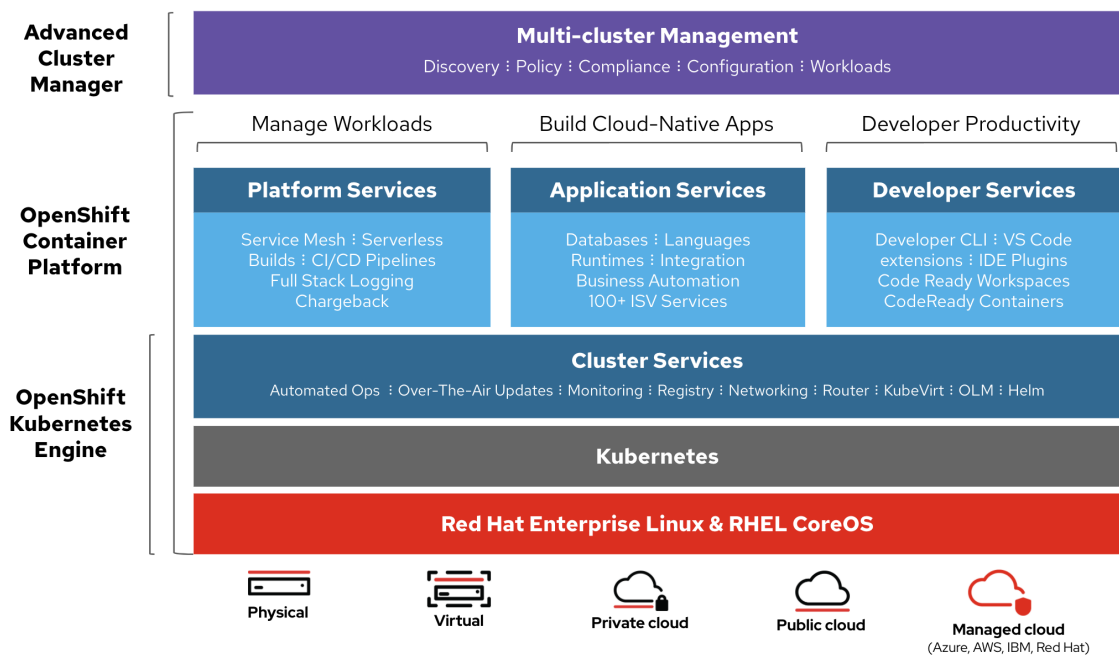 Advanced
Cluster
Manager
Multi-cluster Management
Discovery ⋮ Policy ⋮ Compliance ⋮ Configuration ⋮ Workloads
OpenShift
Container
Platform
Manage Workloads
Build Cloud-Native Apps
Developer Productivity
Platform Services
Service Mesh ⋮ Serverless
Builds ⋮ CI/CD Pipelines
Full Stack Logging
Chargeback
Application Services
Databases ⋮ Languages
Runtimes ⋮ Integration
Business Automation
100+ ISV Services
Developer Services
Developer CLI ⋮ VS Code
extensions ⋮ IDE Plugins
Code Ready Workspaces
CodeReady Containers
OpenShift
Kubernetes
Engine
Cluster Services
Automated Ops ⋮ Over-The-Air Updates ⋮ Monitoring ⋮ Registry ⋮ Networking ⋮ Router ⋮ KubeVirt ⋮ OLM ⋮ Helm
Kubernetes
Red Hat Enterprise Linux & RHEL CoreOS
Physical
Virtual
Private cloud
Public cloud
Managed cloud
(Azure, AWS, IBM, Red Hat)